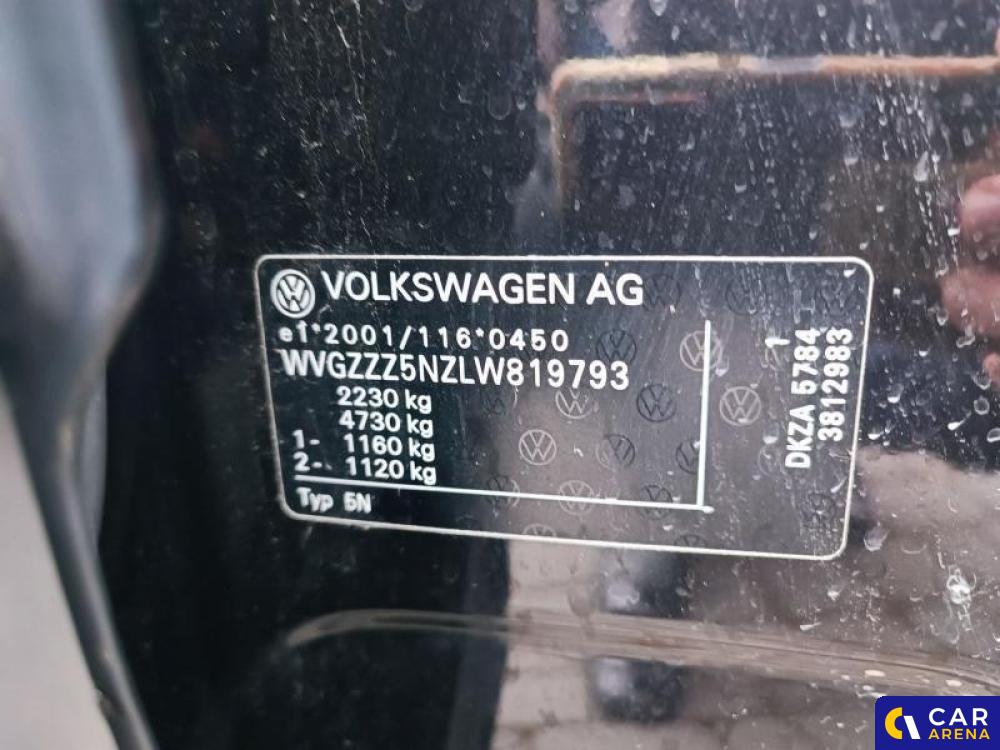 VOLKSWAGEN AG
e1*2001/116*0450
WVGZZZ5NZLW819793
2230 kg
4730 kg
1- 1160 kg
2- 1120 kg
Typ 5N
1
DKZA 5784
3812983
CAR
ARENA